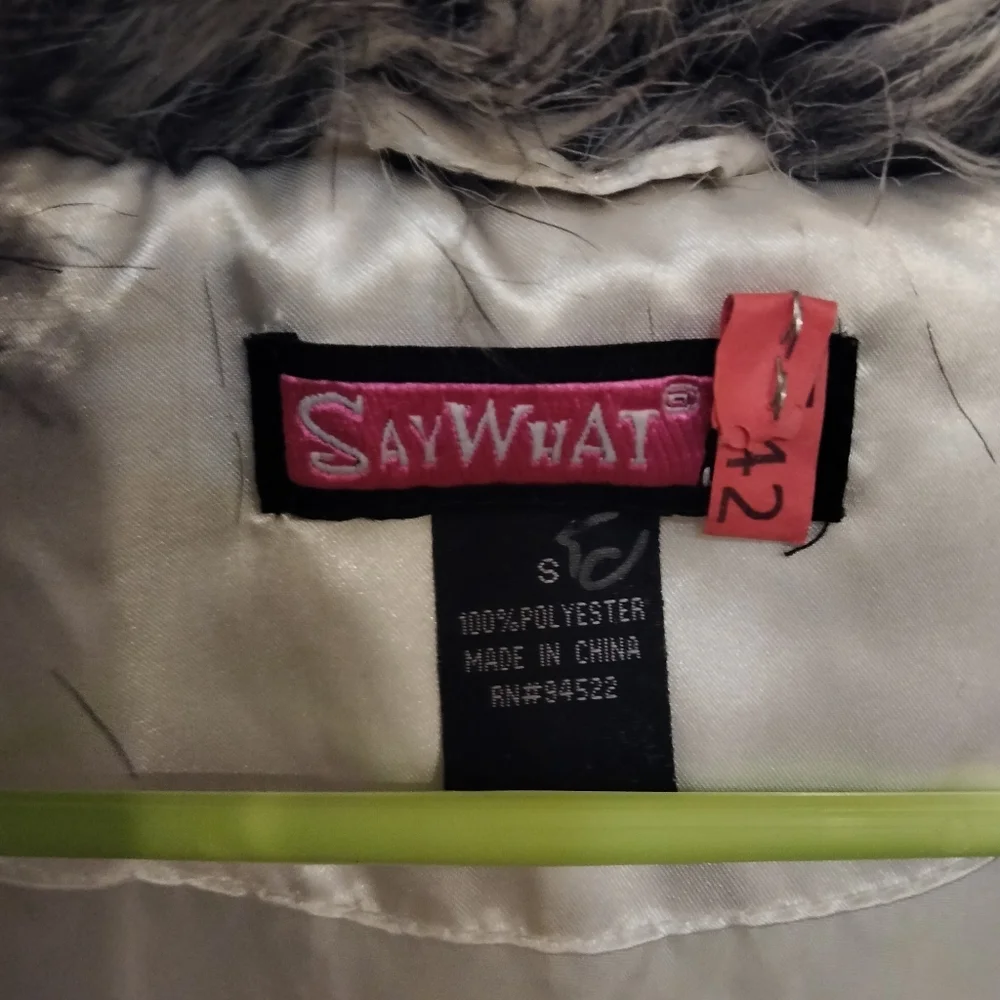 SAYWHAT®
42
S
100%POLYESTER
MADE IN CHINA
RN#94522